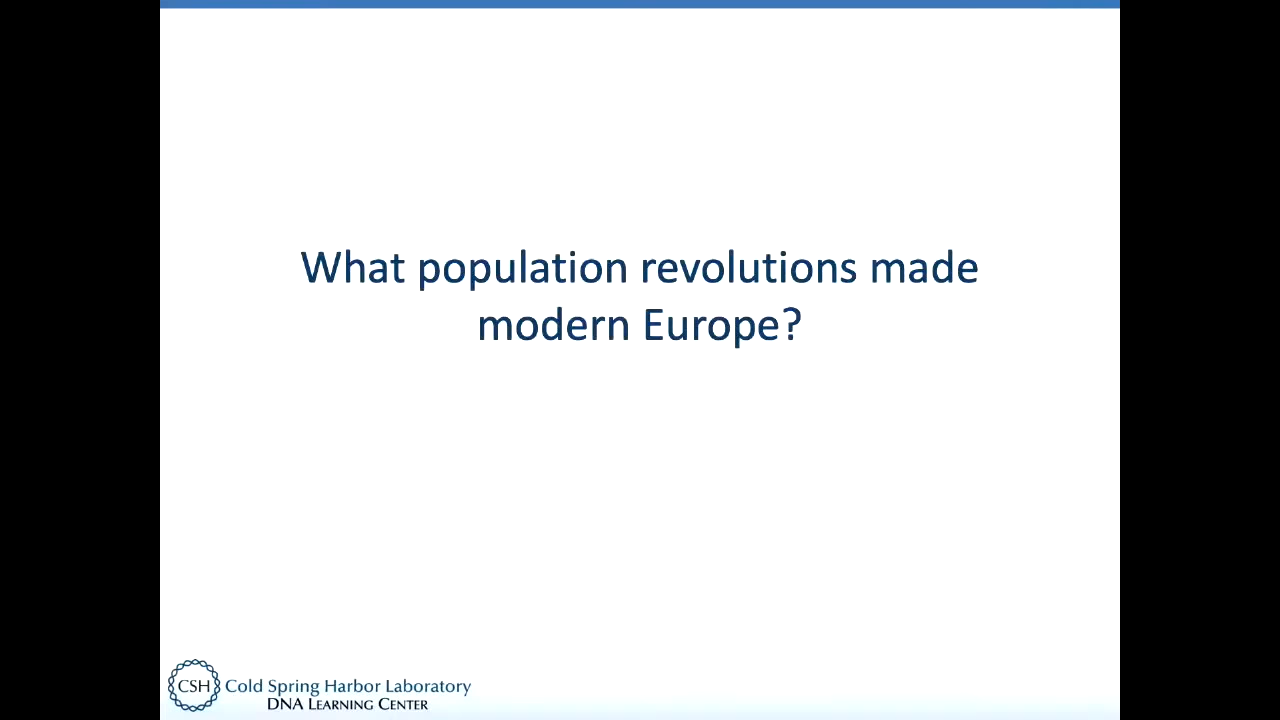 What population revolutions made
modern Europe?
CSH Cold Spring Harbor Laboratory
DNA LEARNING CENTER